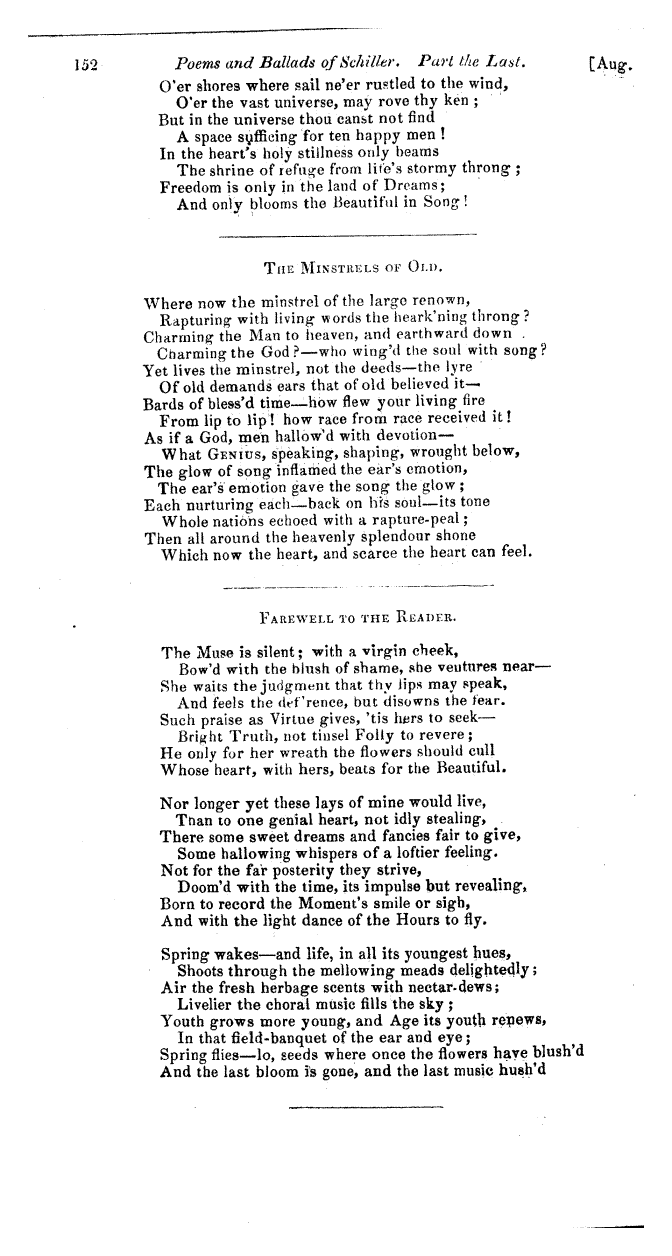 152 Poems and Ballads of Schiller. Part the Last. [Aug.
O'er shores where sail ne'er rustled to the wind,
O'er the vast universe, may rove thy ken ;
But in the universe thou canst not find
A space sufficing for ten happy men !
In the heart's holy stillness only beams
The shrine of refuge from life's stormy throng ;
Freedom is only in the land of Dreams ;
And only blooms the Beautiful in Song !
THE MINSTRELS OF OLD.
Where now the minstrel of the large renown,
Rapturing with living words the heark'ning throng ?
Charming the Man to heaven, and earthward down
Charming the God ?—who wing'd the soul with song ?
Yet lives the minstrel, not the deeds—the lyre
Of old demands ears that of old believed it—
Bards of bless'd time—how flew your living fire
From lip to lip ! how race from race received it !
As if a God, men hallow'd with devotion—
What GENIUS, speaking, shaping, wrought below,
The glow of song inflamed the ear's emotion,
The ear's emotion gave the song the glow ;
Each nurturing each—back on his soul—its tone
Whole nations echoed with a rapture-peal ;
Then all around the heavenly splendour shone
Which now the heart, and scarce the heart can feel.
FAREWELL TO THE READER.
The Muse is silent ; with a virgin cheek,
Bow'd with the blush of shame, she ventures near—
She waits the judgment that thy lips may speak,
And feels the def'rence, but disowns the fear.
Such praise as Virtue gives, 'tis hers to seek—
Bright Truth, not tinsel Folly to revere ;
He only for her wreath the flowers should cull
Whose heart, with hers, beats for the Beautiful.
Nor longer yet these lays of mine would live,
Than to one genial heart, not idly stealing,
There some sweet dreams and fancies fair to give,
Some hallowing whispers of a loftier feeling.
Not for the far posterity they strive,
Doom'd with the time, its impulse but revealing,
Born to record the Moment's smile or sigh,
And with the light dance of the Hours to fly.
Spring wakes—and life, in all its youngest hues,
Shoots through the mellowing meads delightedly ;
Air the fresh herbage scents with nectar-dews ;
Livelier the choral music fills the sky ;
Youth grows more young, and Age its youth renews,
In that field-banquet of the ear and eye ;
Spring flies—lo, seeds where once the flowers have blush'd
And the last bloom is gone, and the last music hush'd